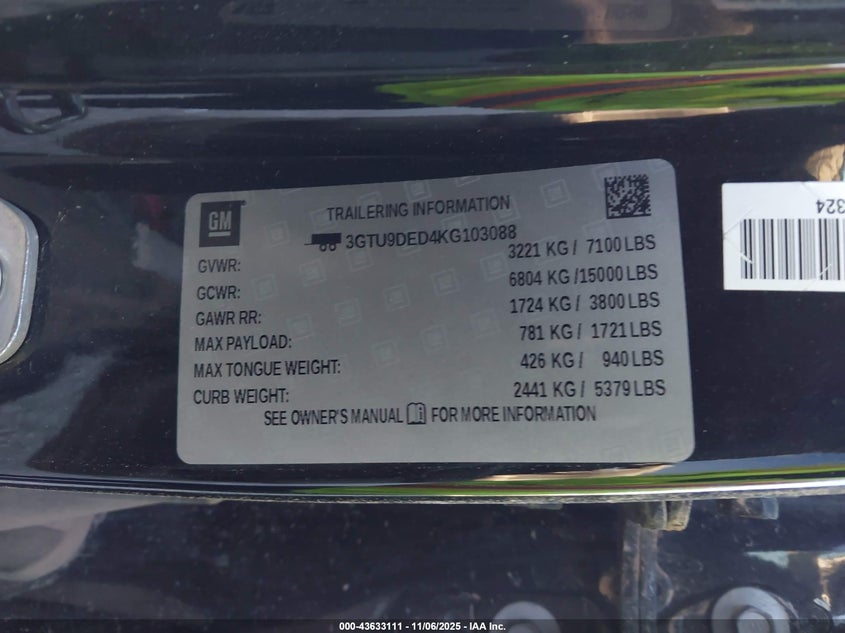 GM
TRAILERING INFORMATION
3GTU9DED4KG103088
GVWR: 3221 KG / 7100 LBS
GCWR: 6804 KG /15000 LBS
GAWR RR: 1724 KG / 3800 LBS
MAX PAYLOAD: 781 KG / 1721 LBS
MAX TONGUE WEIGHT: 426 KG / 940 LBS
CURB WEIGHT: 2441 KG / 5379 LBS
SEE OWNER'S MANUAL FOR MORE INFORMATION
324
000-43633111 - 11/06/2025 - IAA Inc.